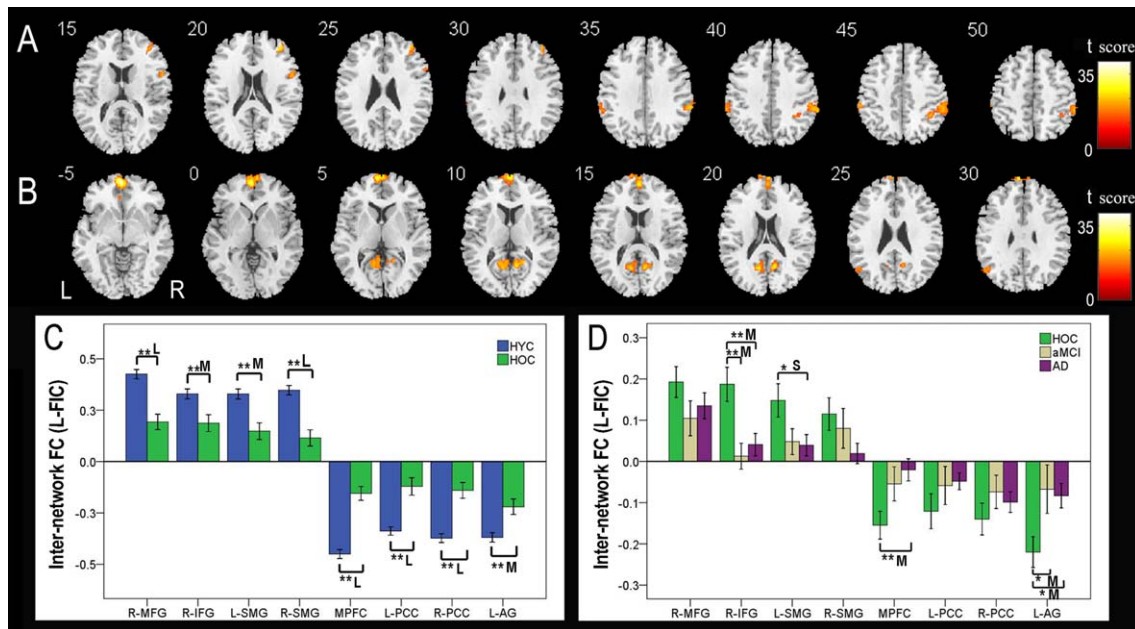 A 15 20 25 30 35 40 45 50 t score
35
0
B -5 0 5 10 15 20 25 30 t score
35
0
L R
C
HYC
HOC
**L **M **M **L
**L **L **L **M
0.5
0.3
0.0
-0.3
-0.5
Inter-network FC (L-FIC)
R-MFG R-IFG L-SMG R-SMG MPFC L-PCC R-PCC L-AG
D
HOC
aMCI
AD
**M
**M
* S
**M
* M
* M
0.3
0.2
0.1
0.0
-0.1
-0.2
-0.3
Inter-network FC (L-FIC)
R-MFG R-IFG L-SMG R-SMG MPFC L-PCC R-PCC L-AG